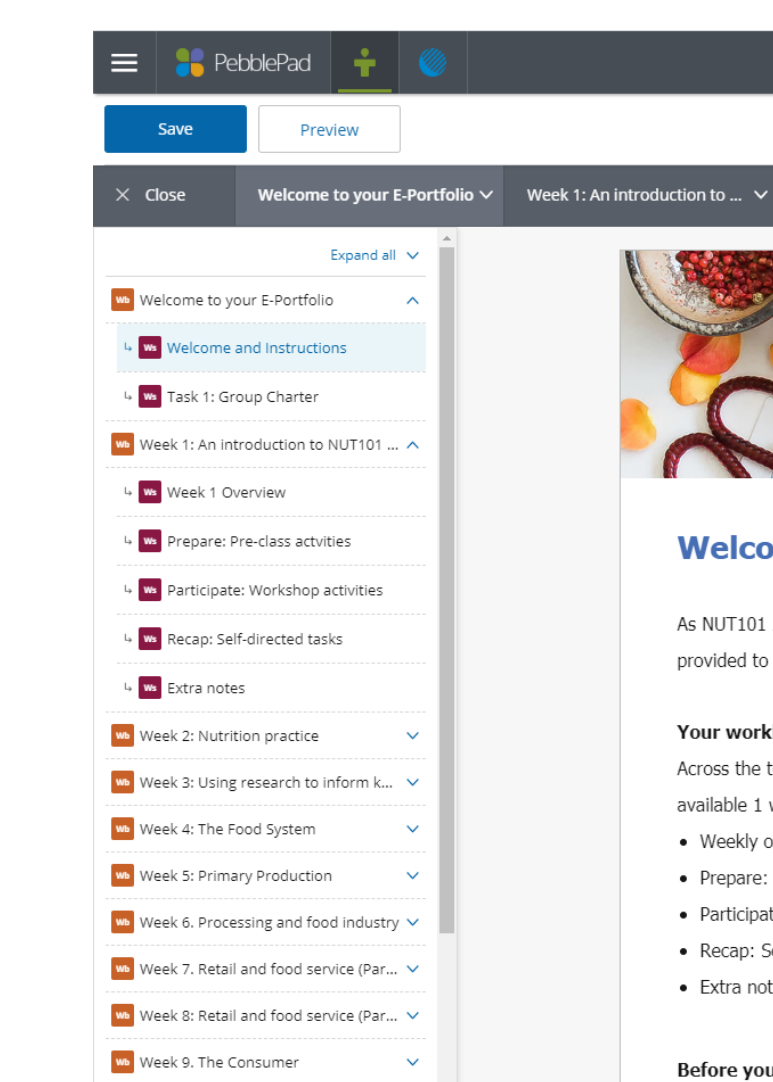 PebblePad
Save
Preview
Close
Welcome to your E-Portfolio
Week 1: An introduction to ...
Expand all
Wb Welcome to your E-Portfolio
Ws Welcome and Instructions
Ws Task 1: Group Charter
Wb Week 1: An introduction to NUT101 ...
Ws Week 1 Overview
Ws Prepare: Pre-class actvities
Ws Participate: Workshop activities
Ws Recap: Self-directed tasks
Ws Extra notes
Wb Week 2: Nutrition practice
Wb Week 3: Using research to inform k...
Wb Week 4: The Food System
Wb Week 5: Primary Production
Wb Week 6. Processing and food industry
Wb Week 7. Retail and food service (Par...
Wb Week 8: Retail and food service (Par...
Wb Week 9. The Consumer
Welco
As NUT101
provided to
Your work
Across the t
available 1
• Weekly o
• Prepare:
• Participat
• Recap: Se
• Extra not
Before you